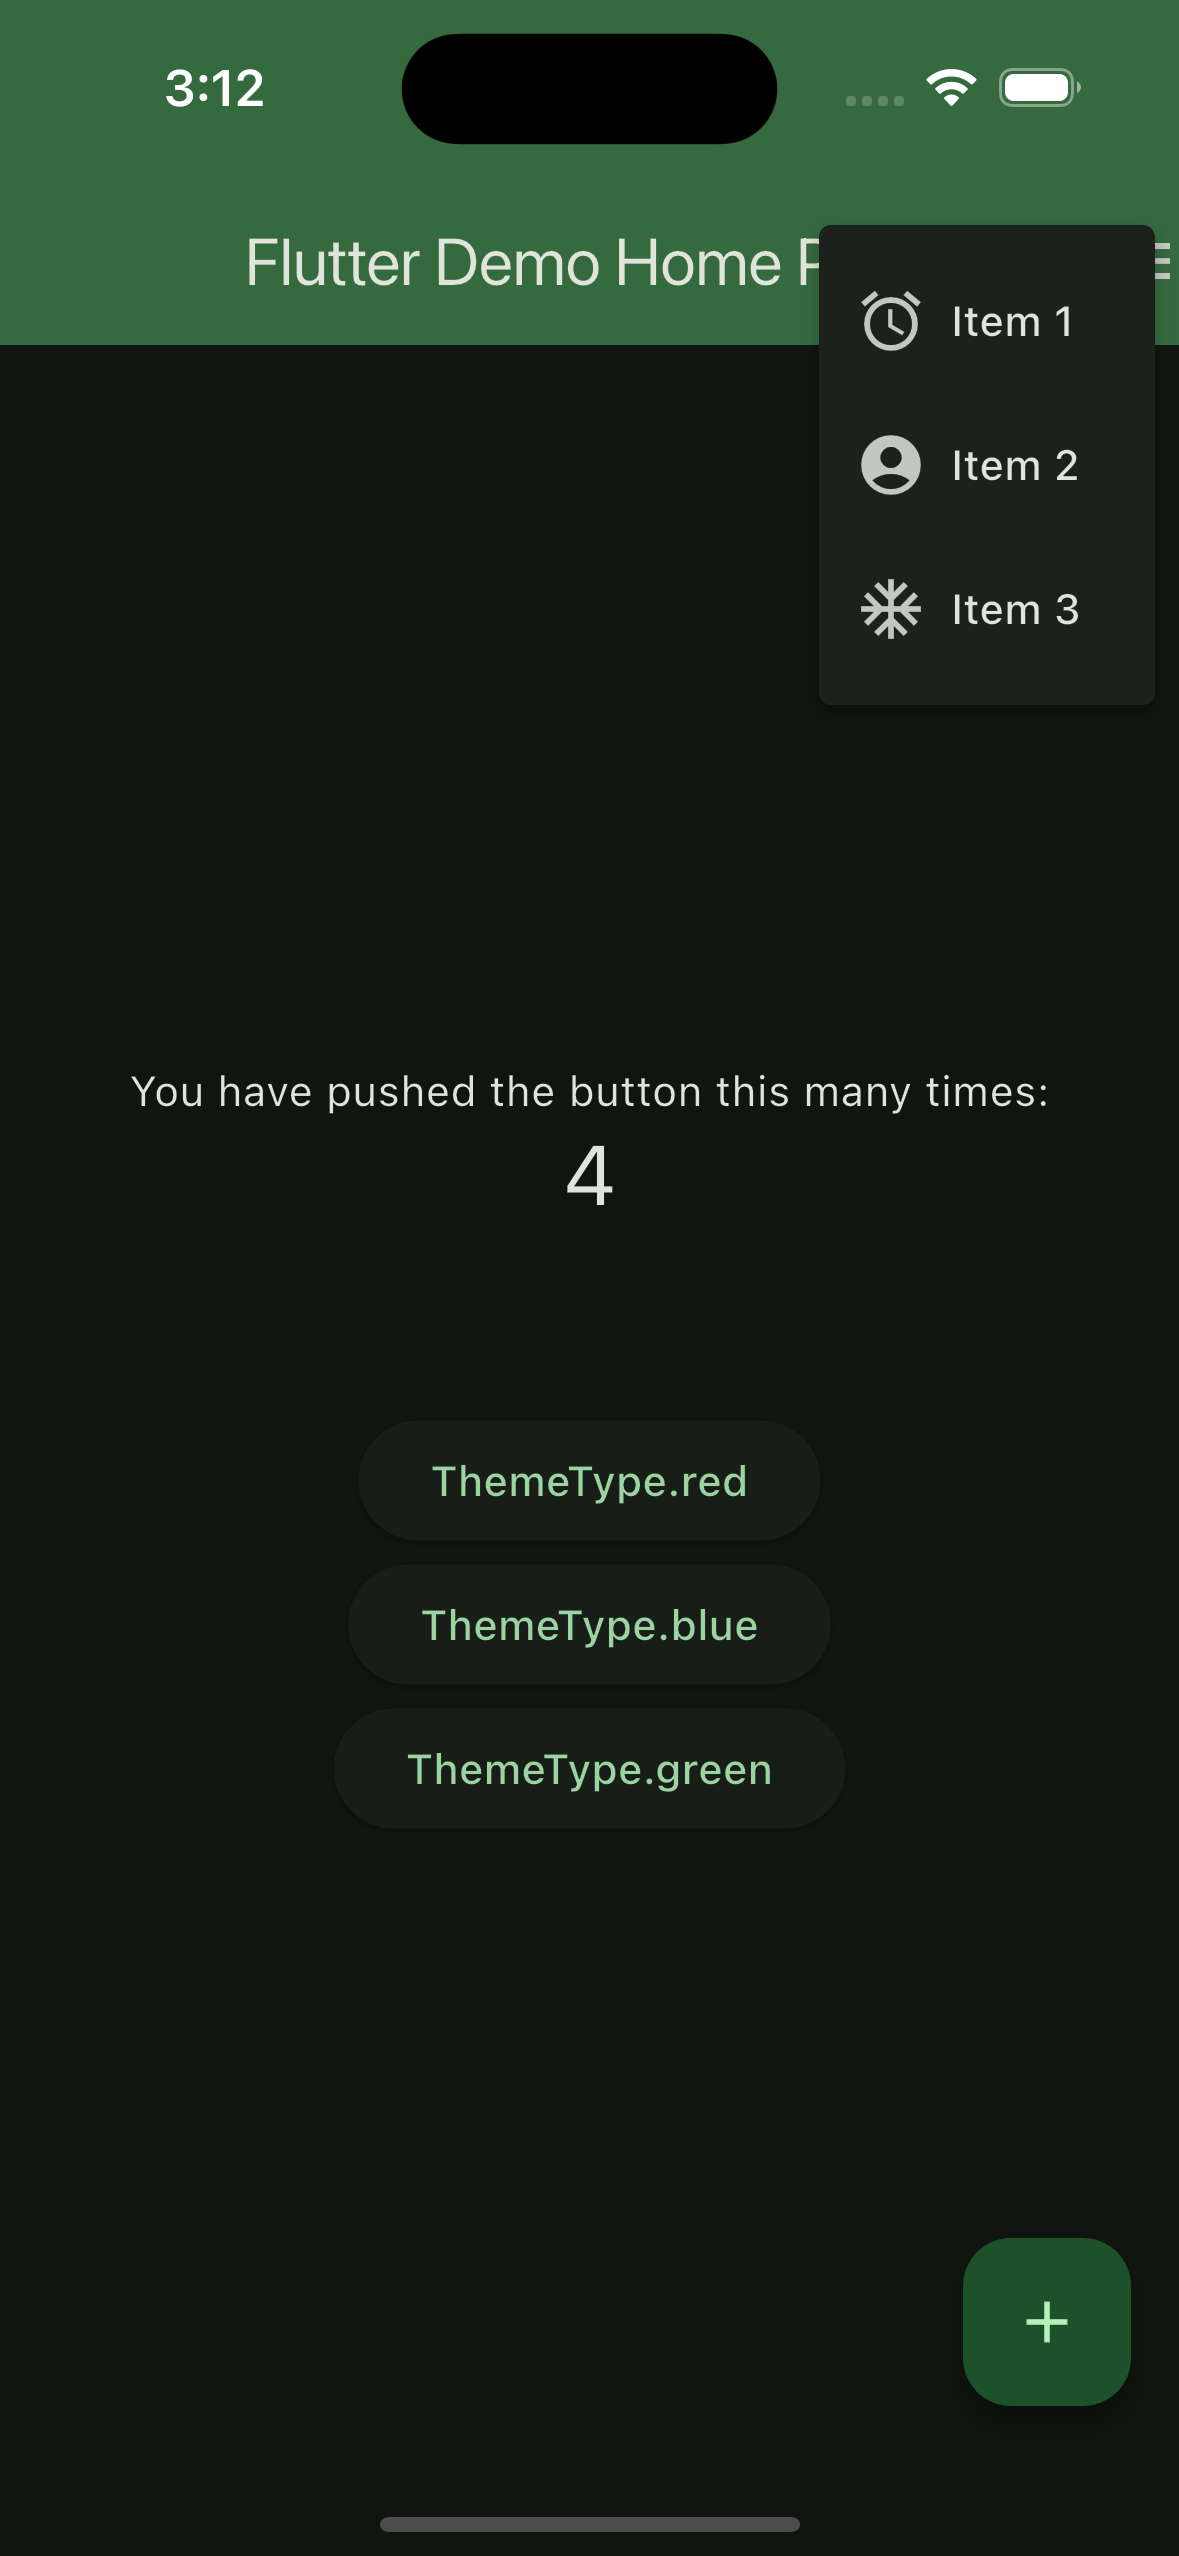 3:12
Flutter Demo Home
Item 1
Item 2
Item 3
You have pushed the button this many times:
4
ThemeType.red
ThemeType.blue
ThemeType.green